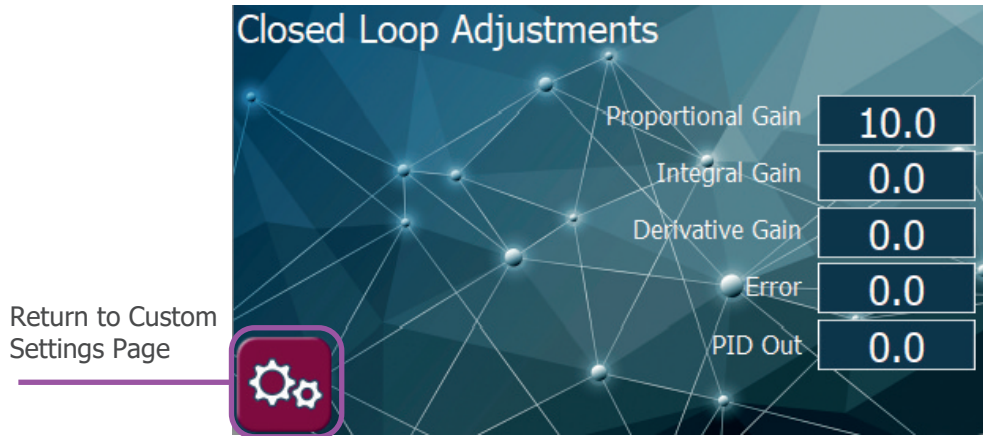 Closed Loop Adjustments
Proportional Gain 10.0
Integral Gain 0.0
Derivative Gain 0.0
Error 0.0
PID Out 0.0
Return to Custom
Settings Page